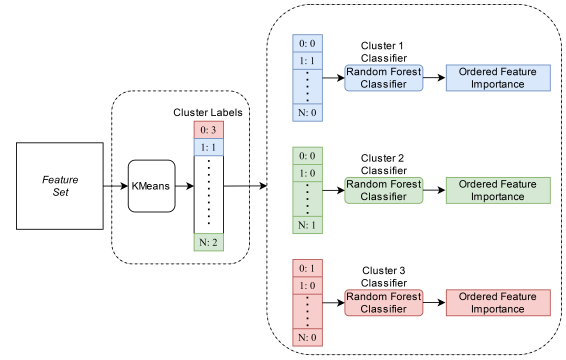 Feature
Set
KMeans
Cluster Labels
0: 3
1: 1
N: 2
0: 0
1: 1
N: 0
Cluster 1
Classifier
Random Forest
Classifier
Ordered Feature
Importance
0: 0
1: 0
N: 1
Cluster 2
Classifier
Random Forest
Classifier
Ordered Feature
Importance
0: 1
1: 0
N: 0
Cluster 3
Classifier
Random Forest
Classifier
Ordered Feature
Importance